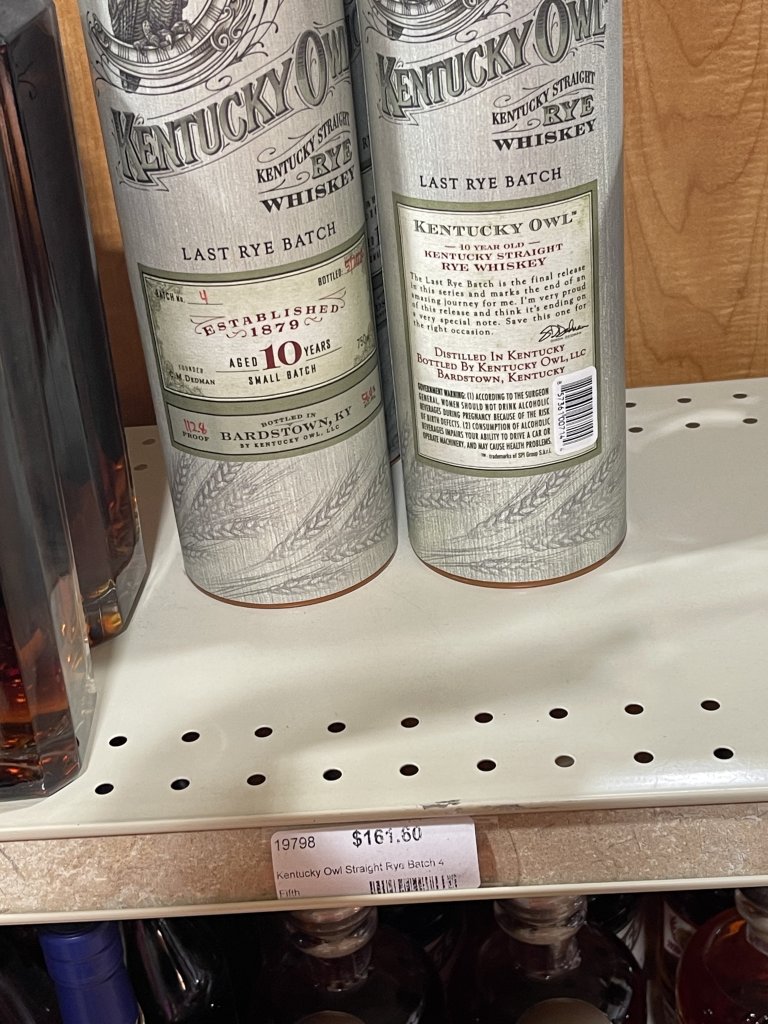 KENTUCKY OWL
KENTUCKY STRAIGHT
RYE
WHISKEY
LAST RYE BATCH
BATCH No. 4
BOTTLED:
ESTABLISHED
1879
AGED 10 YEARS
SMALL BATCH
FOUNDER
C.M. DEDMAN
112.8
PROOF
BOTTLED IN
BARDSTOWN, KY
BY KENTUCKY OWL, LLC
KENTUCKY OWL
KENTUCKY STRAIGHT
RYE
WHISKEY
LAST RYE BATCH
KENTUCKY OWL™
10 YEAR OLD
KENTUCKY STRAIGHT
RYE WHISKEY
The Last Rye Batch is the final release
in this series and marks the end of an
amazing journey for me. I'm very proud
of this release and think it's ending on
a very special note. Save this one for
the right occasion.
DISTILLED IN KENTUCKY
BOTTLED BY KENTUCKY OWL, LLC
BARDSTOWN, KENTUCKY
GOVERNMENT WARNING: (1) ACCORDING TO THE SURGEON
GENERAL, WOMEN SHOULD NOT DRINK ALCOHOLIC
BEVERAGES DURING PREGNANCY BECAUSE OF THE RISK
OF BIRTH DEFECTS. (2) CONSUMPTION OF ALCOHOLIC
BEVERAGES IMPAIRS YOUR ABILITY TO DRIVE A CAR OR
OPERATE MACHINERY, AND MAY CAUSE HEALTH PROBLEMS.
™ trademarks of SPI Group S.à.r.l.
19798 $161.60
Kentucky Owl Straight Rye Batch 4
Fifth